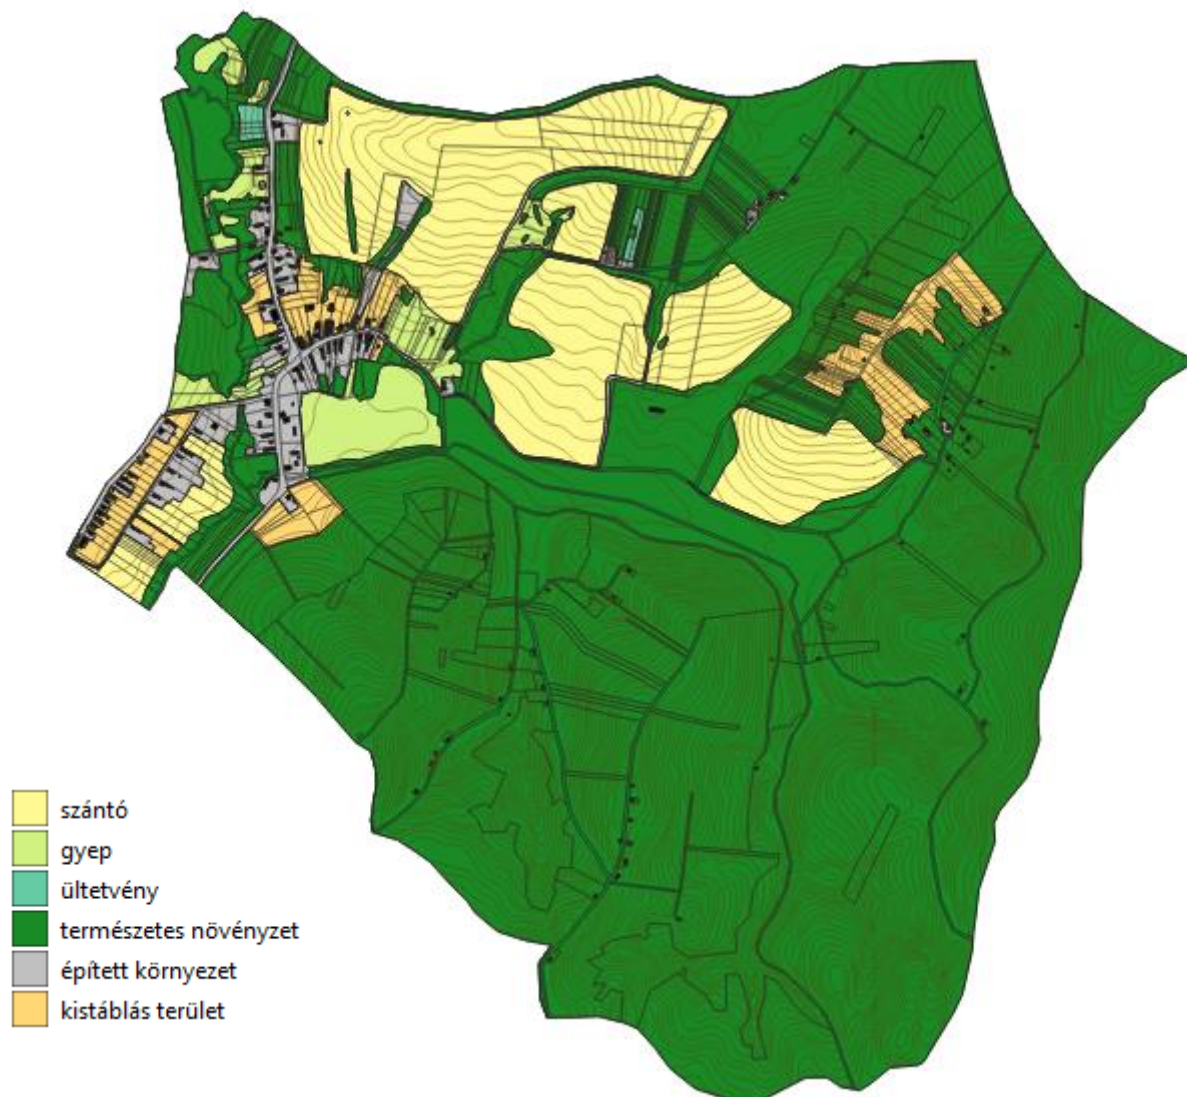 szántó
gyep
ültetvény
természetes növényzet
épített környezet
kistáblás terület